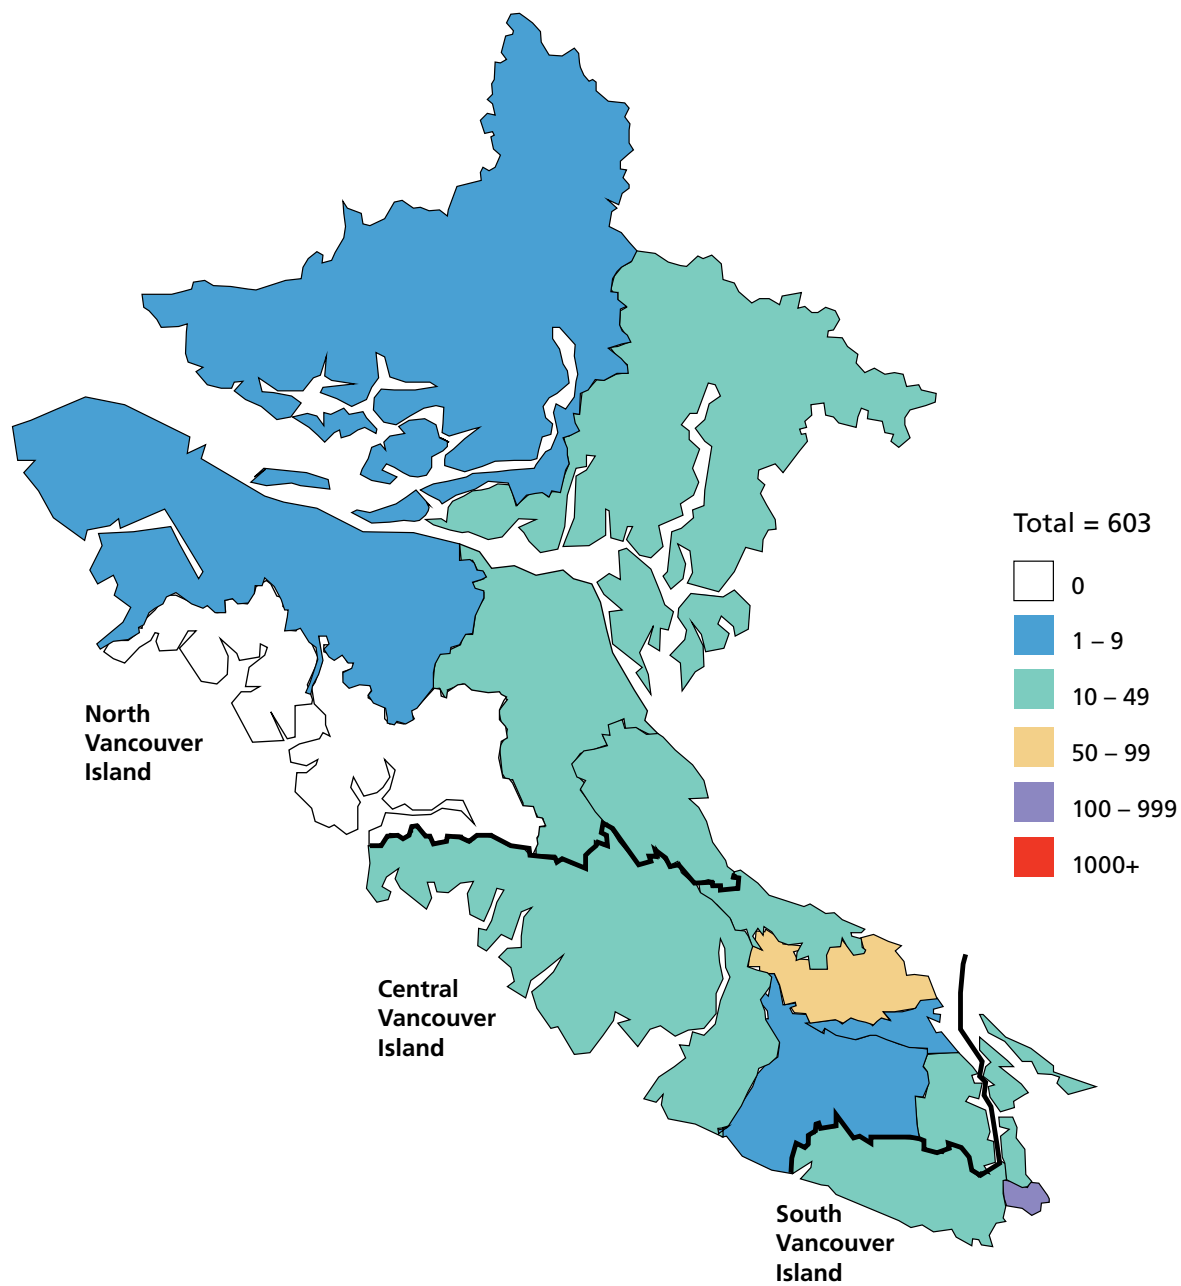 Total = 603
0
1 – 9
10 – 49
50 – 99
100 – 999
1000+
North
Vancouver
Island
Central
Vancouver
Island
South
Vancouver
Island